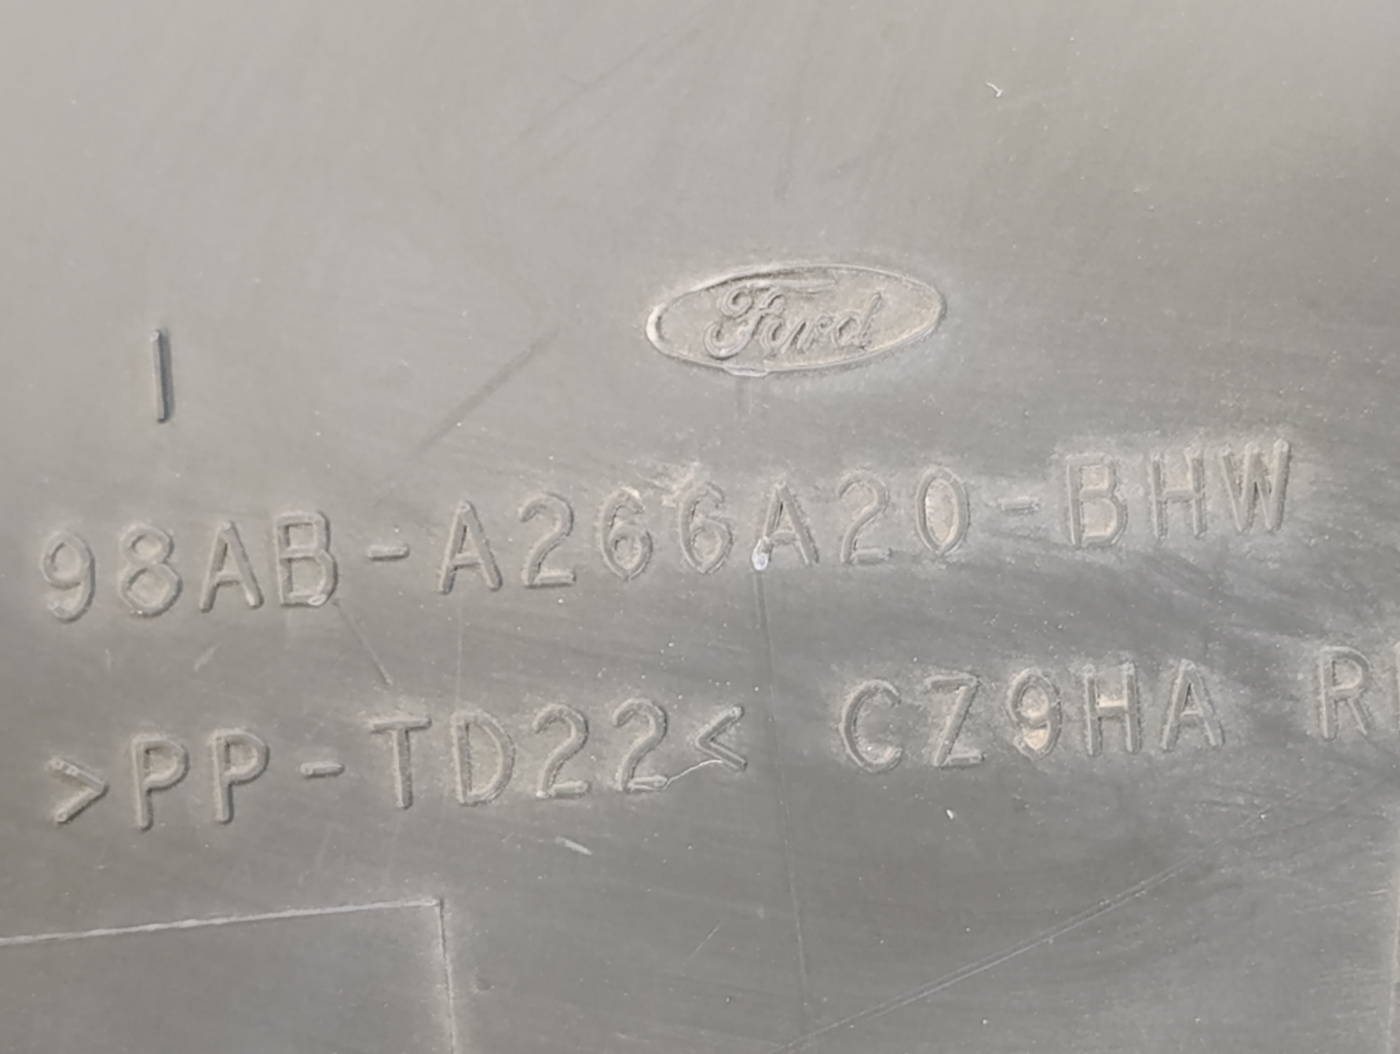 Ford
98AB-A266A20-BHW
>PP-TD22< CZ9HA R